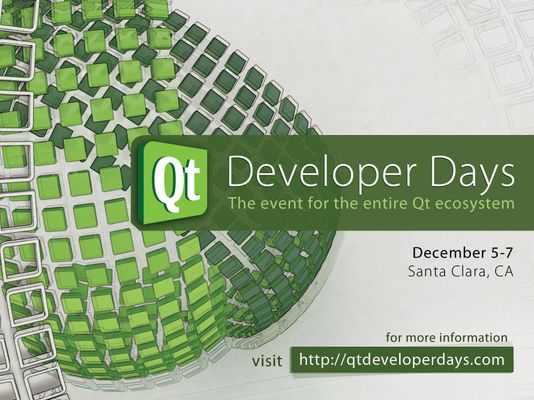 Qt
Developer Days
The event for the entire Qt ecosystem
December 5-7
Santa Clara, CA
for more information
visit http://qtdeveloperdays.com